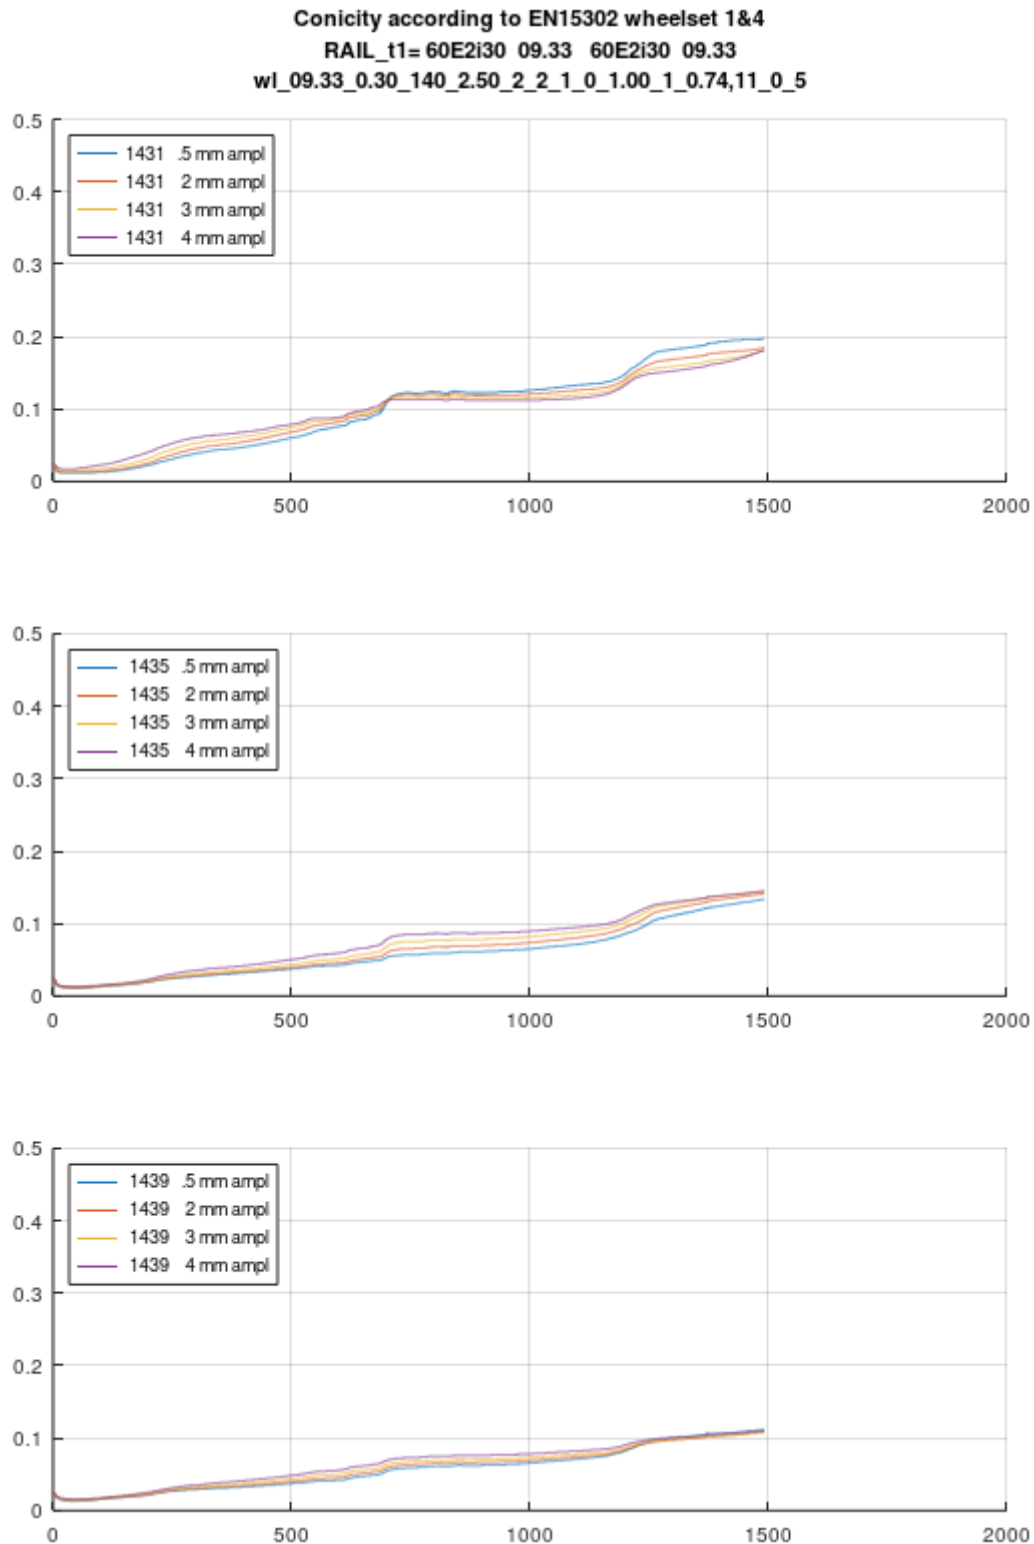 Conicity according to EN15302 wheelset 1&4
RAIL_t1= 60E2i30 09.33 60E2i30 09.33
wl_09.33_0.30_140_2.50_2_2_1_0_1.00_1_0.74,11_0_5
0.5
0.4
0.3
0.2
0.1
0
1431 .5 mm ampl
1431 2 mm ampl
1431 3 mm ampl
1431 4 mm ampl
0 500 1000 1500 2000
0.5
0.4
0.3
0.2
0.1
0
1435 .5 mm ampl
1435 2 mm ampl
1435 3 mm ampl
1435 4 mm ampl
0 500 1000 1500 2000
0.5
0.4
0.3
0.2
0.1
0
1439 .5 mm ampl
1439 2 mm ampl
1439 3 mm ampl
1439 4 mm ampl
0 500 1000 1500 2000